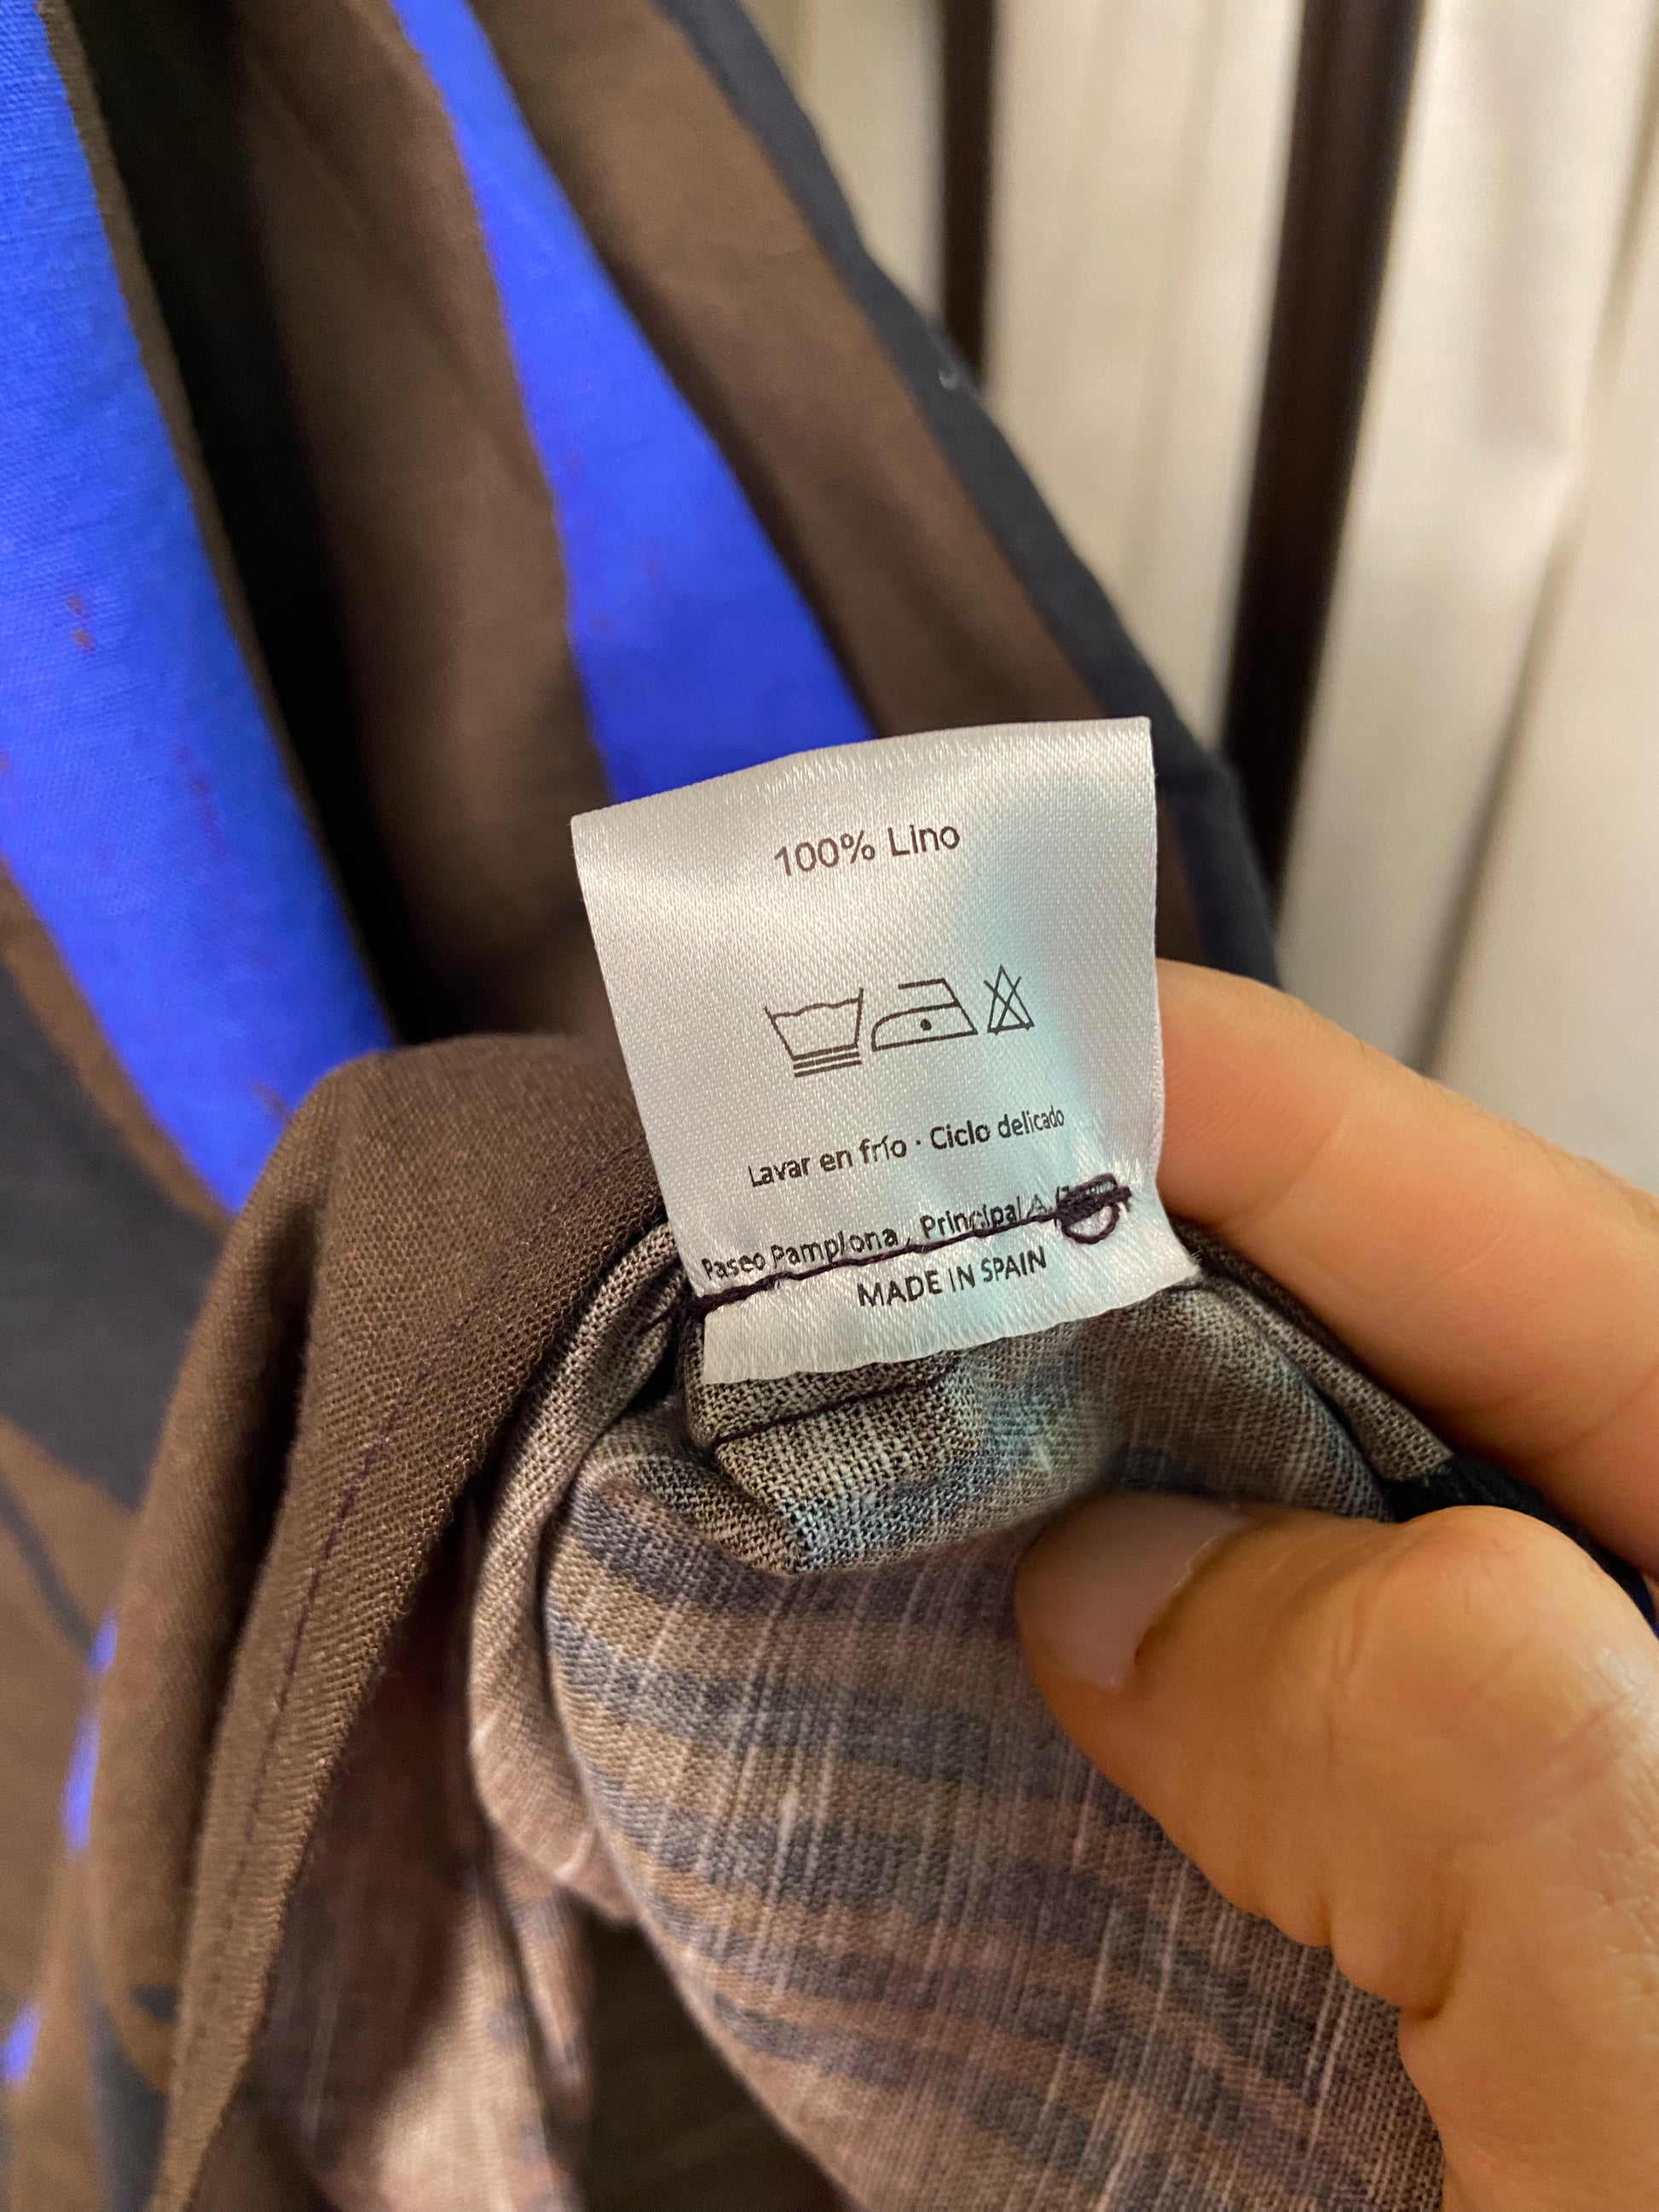 100% Lino
Lavar en frío · Ciclo delicado
Paseo Pamplona, Principal A
MADE IN SPAIN